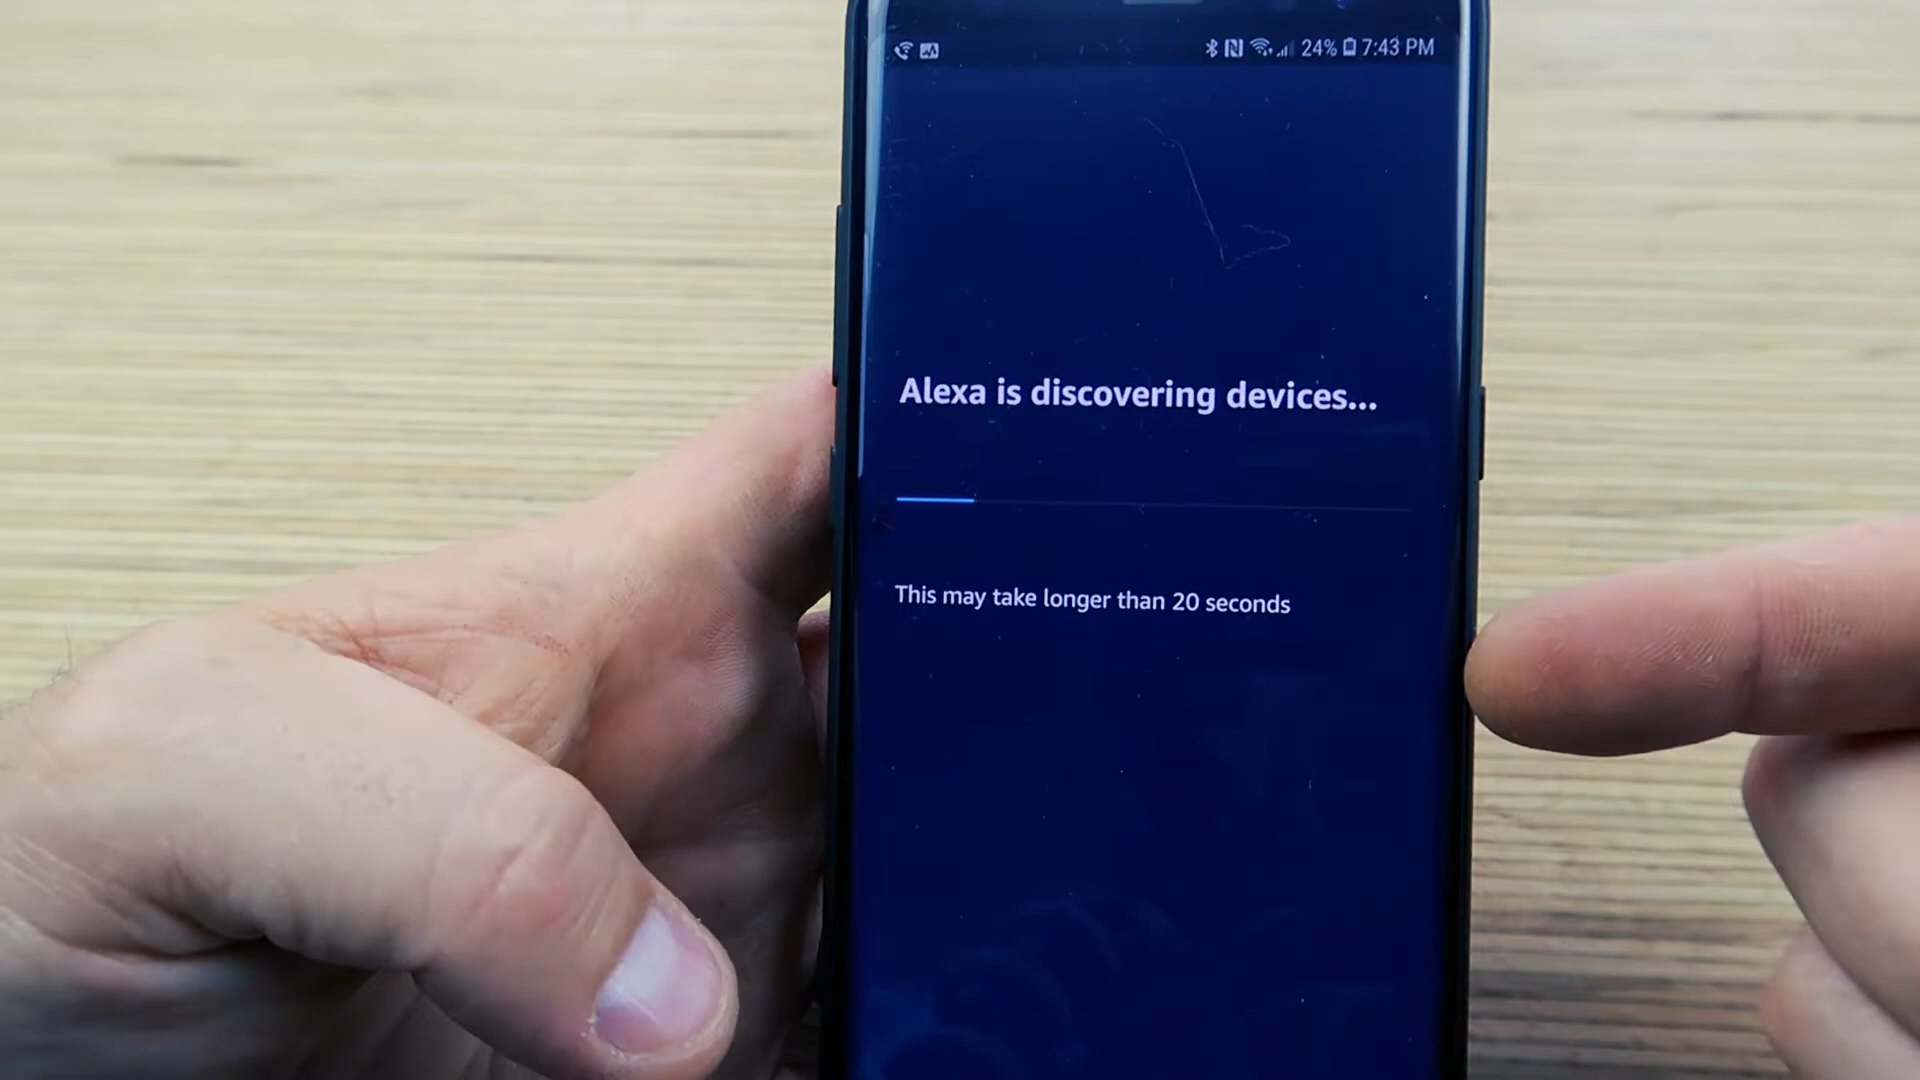 24% 7:43 PM
Alexa is discovering devices...
This may take longer than 20 seconds